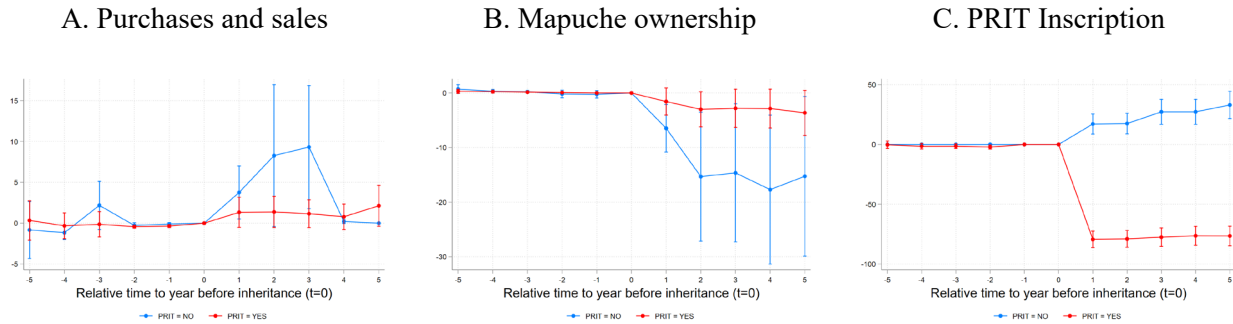 A. Purchases and sales
B. Mapuche ownership
C. PRIT Inscription
15
10
5
0
-5
-5 -4 -3 -2 -1 0 1 2 3 4 5
Relative time to year before inheritance (t=0)
PRIT = NO PRIT = YES
0
-10
-20
-30
-5 -4 -3 -2 -1 0 1 2 3 4 5
Relative time to year before inheritance (t=0)
PRIT = NO PRIT = YES
50
0
-50
-100
-5 -4 -3 -2 -1 0 1 2 3 4 5
Relative time to year before inheritance (t=0)
PRIT = NO PRIT = YES